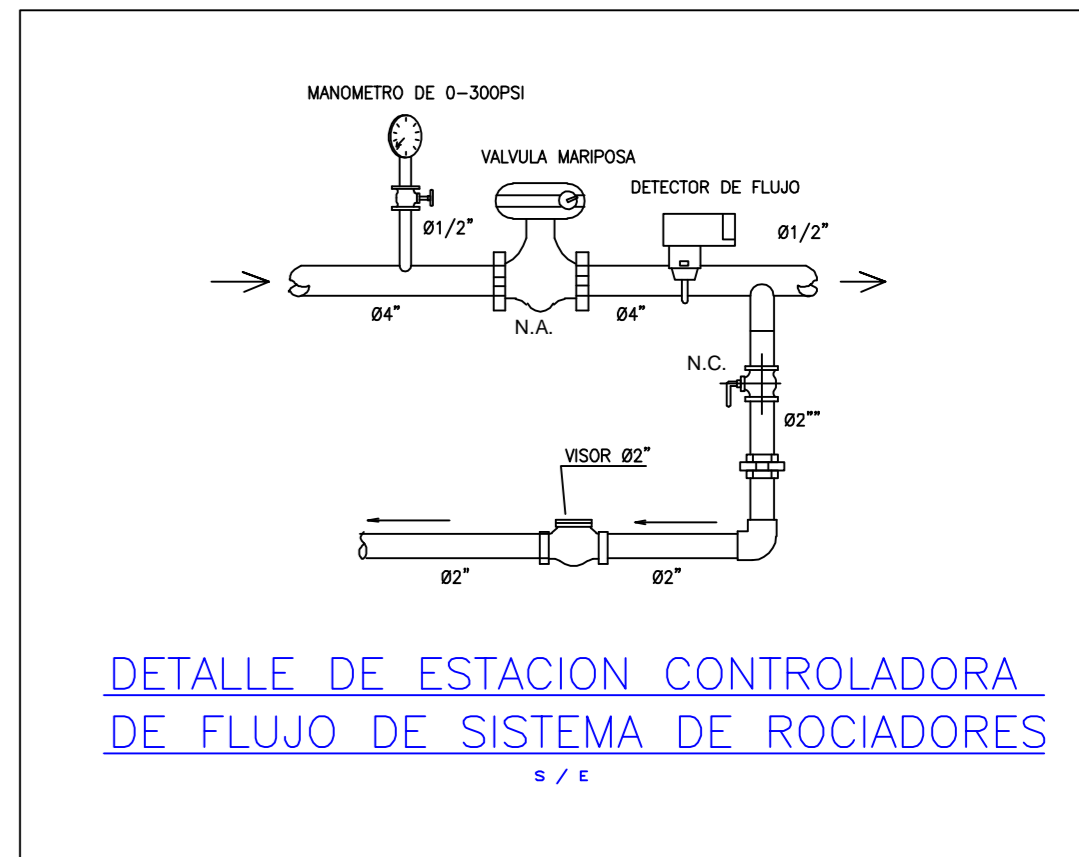 MANOMETRO DE 0-300PSI
VALVULA MARIPOSA
DETECTOR DE FLUJO
Ø1/2"
Ø1/2"
Ø4"
N.A.
Ø4"
N.C.
Ø2""
VISOR Ø2"
Ø2"
Ø2"
DETALLE DE ESTACION CONTROLADORA
DE FLUJO DE SISTEMA DE ROCIADORES
S / E